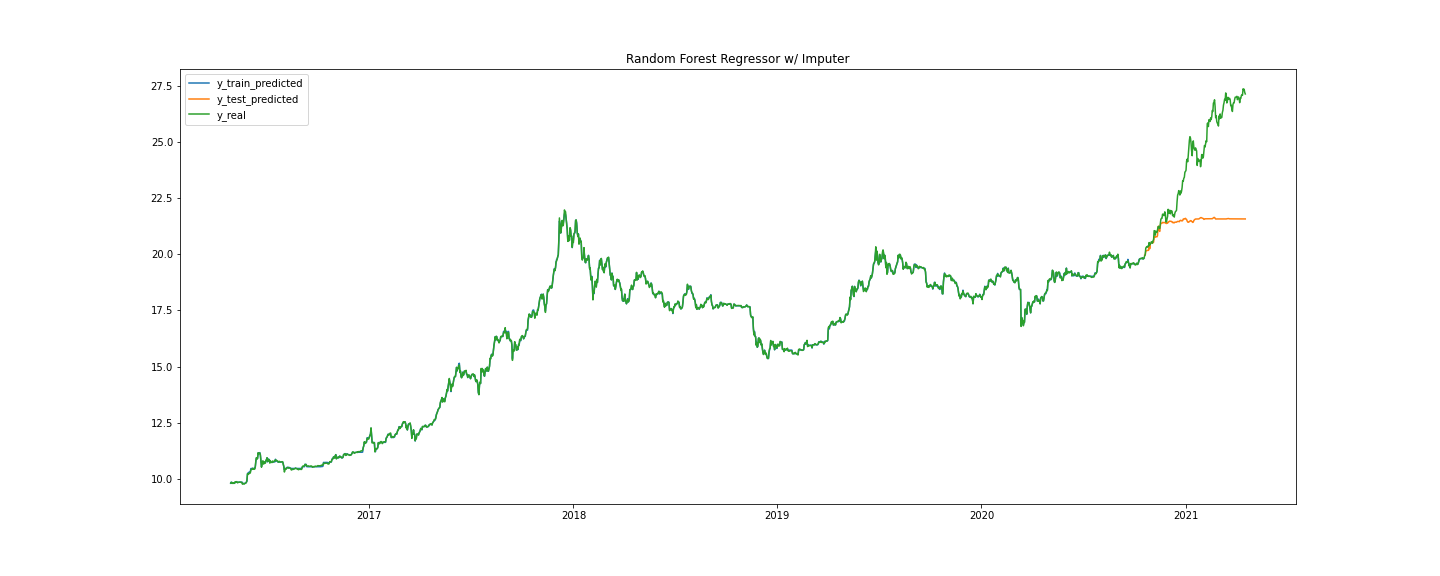 Random Forest Regressor w/ Imputer
y_train_predicted
y_test_predicted
y_real
27.5
25.0
22.5
20.0
17.5
15.0
12.5
10.0
2017 2018 2019 2020 2021